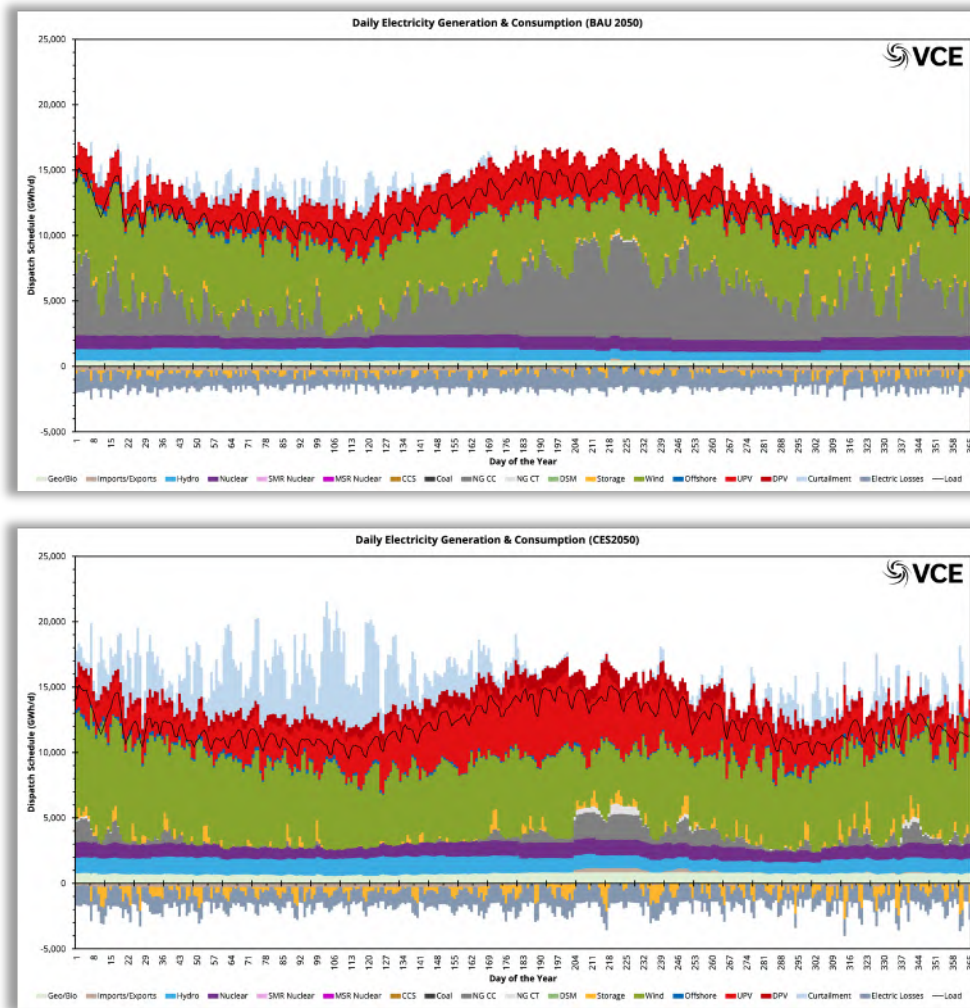 Daily Electricity Generation & Consumption (BAU 2050)
VCE
25,000
20,000
15,000
10,000
5,000
0
-5,000
Dispatch Schedule (GWh/d)
1 8 15 22 29 36 43 50 57 64 71 78 85 92 99 106 113 120 127 134 141 148 155 162 169 176 183 190 197 204 211 218 225 232 239 246 253 260 267 274 281 288 295 302 309 316 323 330 337 344 351 358 365
Day of the Year
Geo/Bio Imports/Exports Hydro Nuclear SMR Nuclear MSR Nuclear CCS Coal NG CC NG CT DSM Storage Wind Offshore UPV DPV Curtailment Electric Losses Load
Daily Electricity Generation & Consumption (CES2050)
VCE
25,000
20,000
15,000
10,000
5,000
0
-5,000
Dispatch Schedule (GWh/d)
1 8 15 22 29 36 43 50 57 64 71 78 85 92 99 106 113 120 127 134 141 148 155 162 169 176 183 190 197 204 211 218 225 232 239 246 253 260 267 274 281 288 295 302 309 316 323 330 337 344 351 358 365
Day of the Year
Geo/Bio Imports/Exports Hydro Nuclear SMR Nuclear MSR Nuclear CCS Coal NG CC NG CT DSM Storage Wind Offshore UPV DPV Curtailment Electric Losses Load